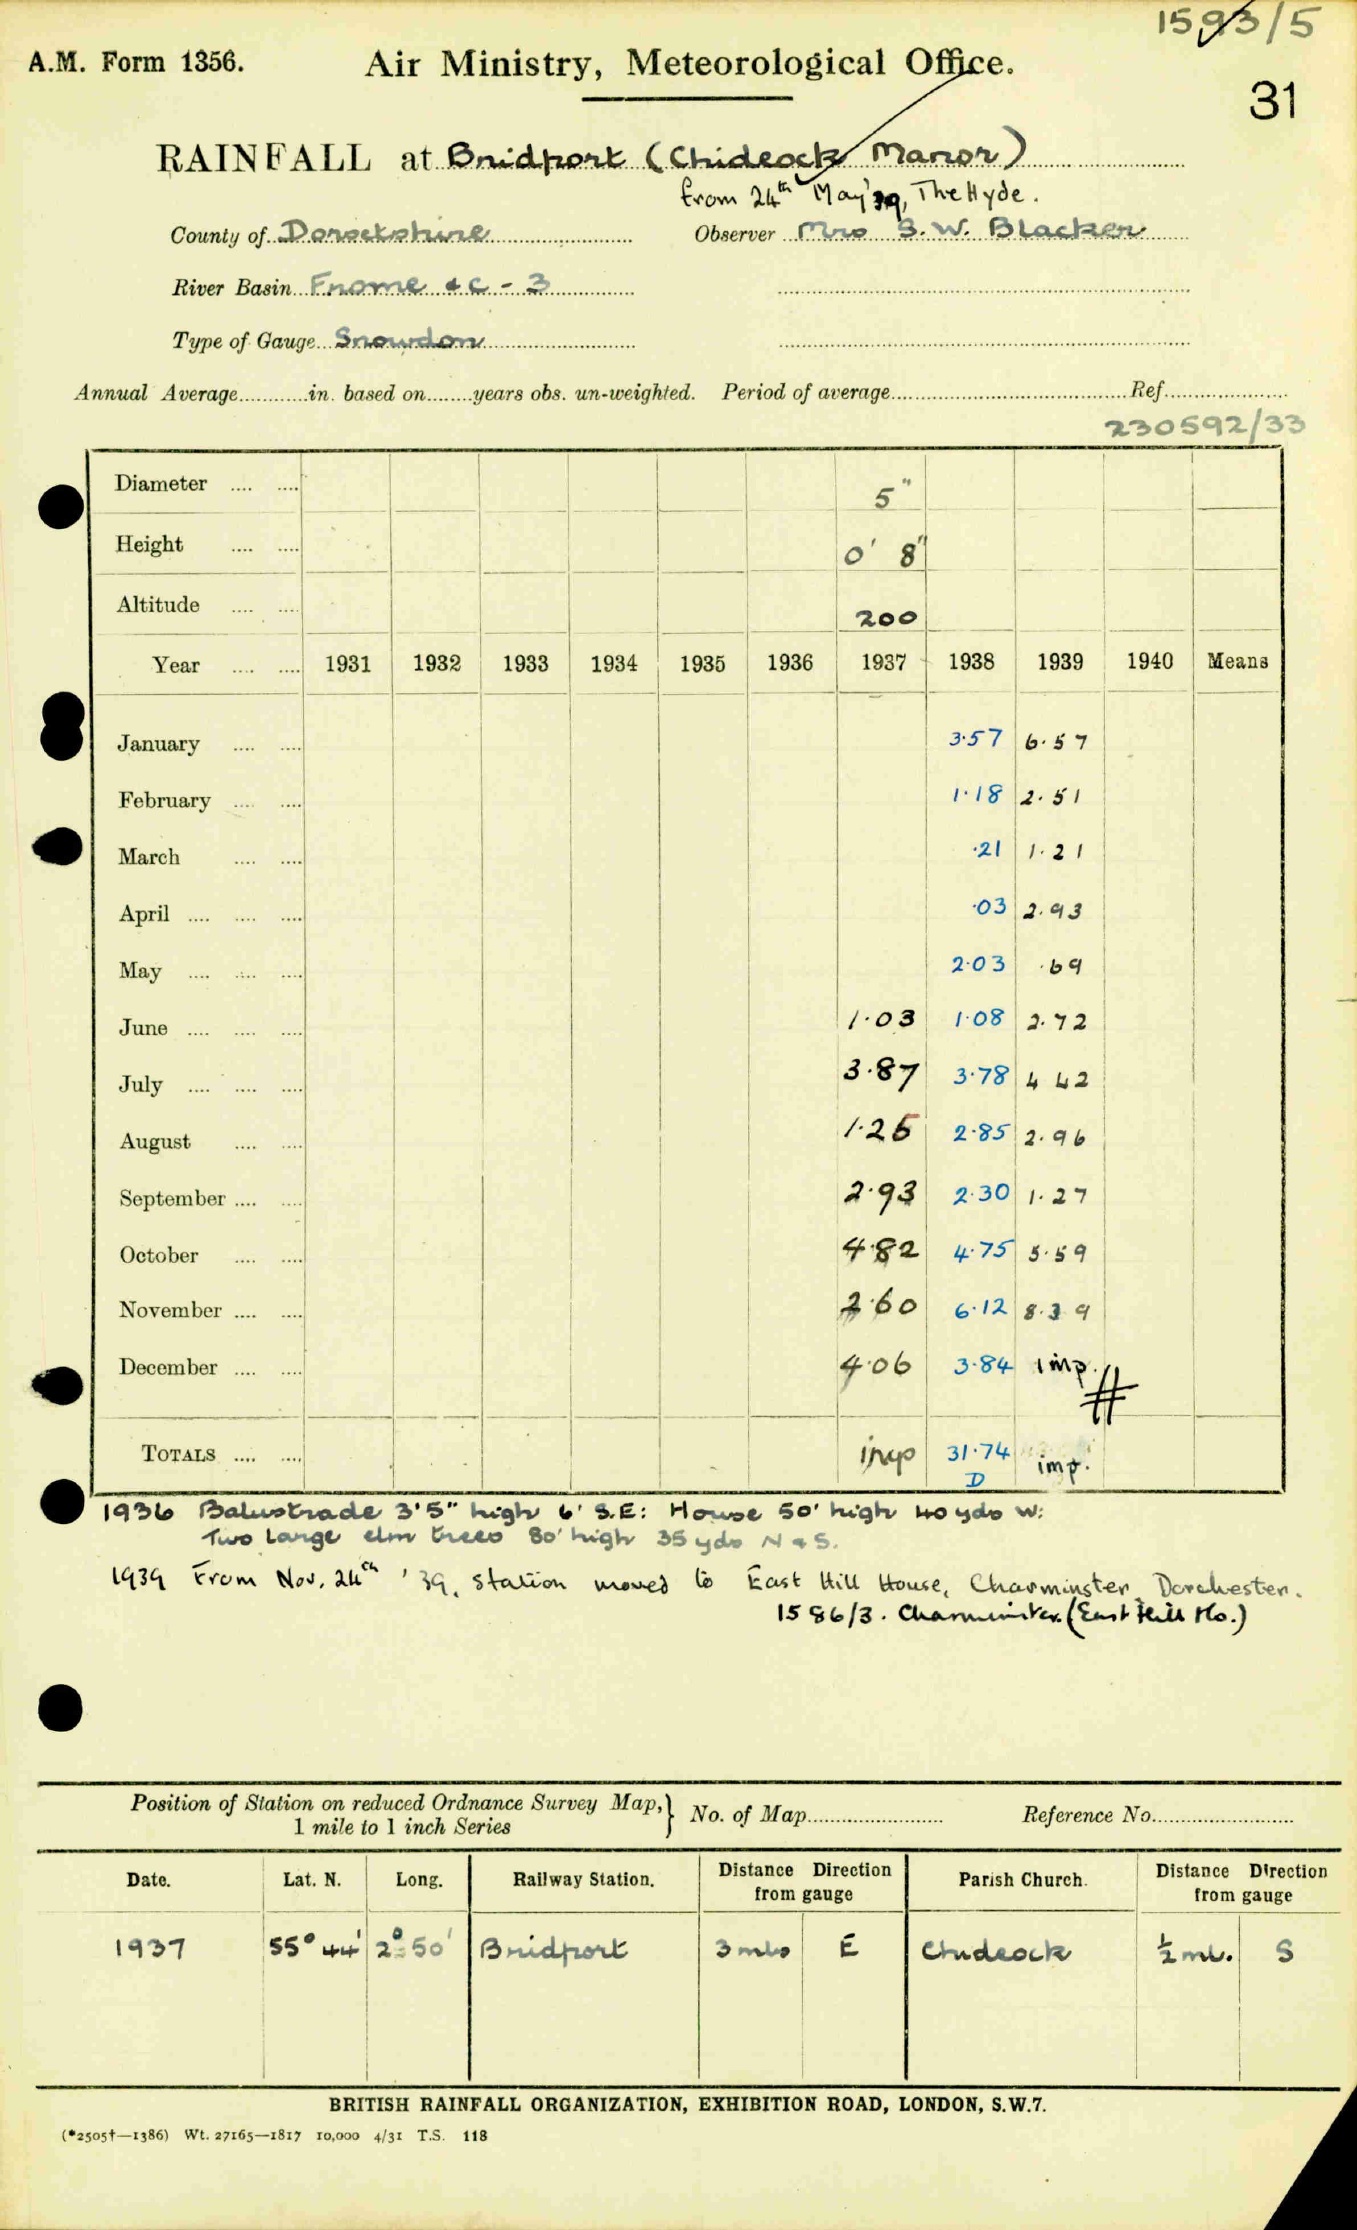 1593/5
A.M. Form 1356. Air Ministry, Meteorological Office.
31
RAINFALL at Bridport (Chideock Manor)
from 24th May '39, The Hyde.
County of Dorsetshire Observer Mrs S. W. Blacker
River Basin Frome &c - 3
Type of Gauge Snowdon
Annual Average............in. based on........years obs. un-weighted. Period of average............Ref............
230592/33
Diameter .... .... 5"
Height .... .... 0' 8"
Altitude .... .... 200
Year .... .... 1931 1932 1933 1934 1935 1936 1937 1938 1939 1940 Means
January .... .... 3·57 6·57
February .... .... 1·18 2·51
March .... .... ·21 1·21
April .... .... .... ·03 2·93
May .... .... .... 2·03 ·69
June .... .... .... 1·03 1·08 2·72
July .... .... .... 3·87 3·78 4 42
August .... .... 1·25 2·85 2·96
September .... .... 2·93 2·30 1·27
October .... .... 4·82 4·75 5·59
November .... .... 2·60 6·12 8·39
December .... .... 4·06 3·84 imp. #
TOTALS .... .... inp 31·74 imp.
D
1936 Balustrade 3'5" high 6' S.E: House 50' high 40 yds W:
Two large elm trees 80' high 35 yds N & S.
1939 From Nov. 24th '39, Station moved to East Hill House, Charminster, Dorchester.
1586/3. Charminster (East Hill Ho.)
Position of Station on reduced Ordnance Survey Map, } No. of Map............ Reference No............
1 mile to 1 inch Series
Date. Lat. N. Long. Railway Station. Distance Direction from gauge Parish Church. Distance Direction from gauge
1937 55° 44' 2° 50' Bridport 3 mls E Chideock ½ ml. S
BRITISH RAINFALL ORGANIZATION, EXHIBITION ROAD, LONDON, S.W.7.
(*2505†—1386) Wt. 27165—1817 10,000 4/31 T.S. 118